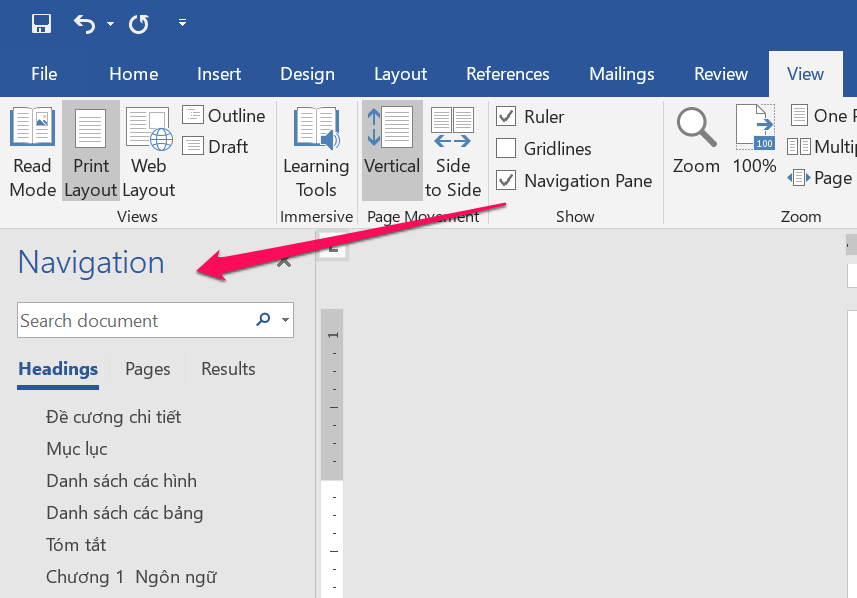 File Home Insert Design Layout References Mailings Review View
Read Mode
Print Layout
Web Layout
Outline
Draft
Views
Learning Tools
Immersive
Vertical
Side to Side
Page Movement
Ruler
Gridlines
Navigation Pane
Show
Zoom
100%
100
One
Page
Zoom
Navigation
Search document
Headings Pages Results
1
Đề cương chi tiết
Mục lục
Danh sách các hình
Danh sách các bảng
Tóm tắt
Chương 1 Ngôn ngữ